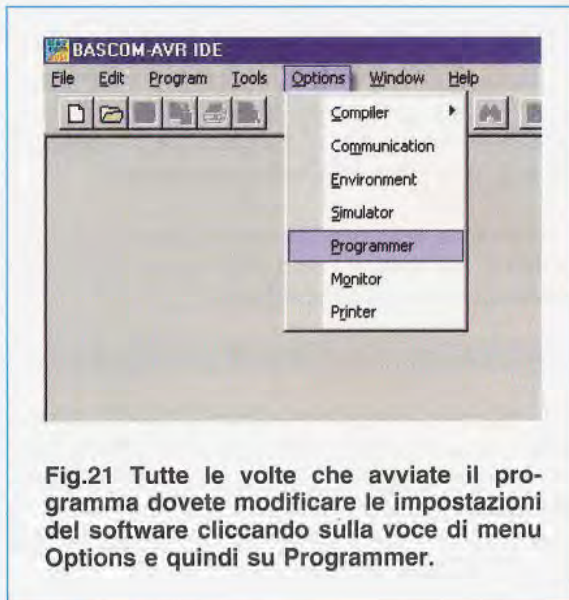 BASCOM-AVR IDE
File Edit Program Tools Options Window Help
Compiler
Communication
Environment
Simulator
Programmer
Monitor
Printer
Fig.21 Tutte le volte che avviate il pro-
gramma dovete modificare le impostazioni
del software cliccando sulla voce di menu
Options e quindi su Programmer.